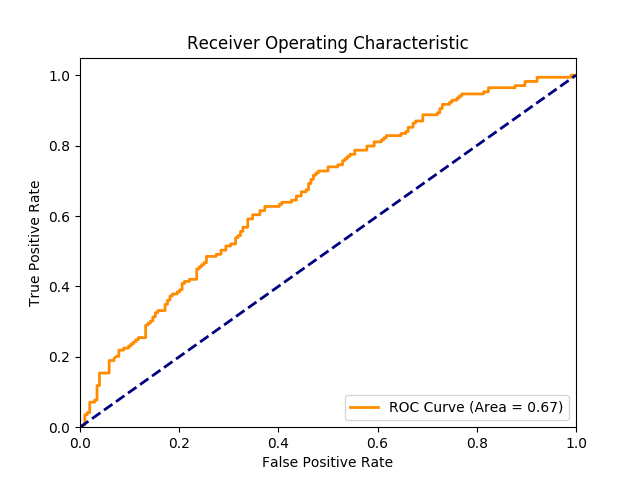 Receiver Operating Characteristic
1.0
0.8
0.6
0.4
0.2
0.0
True Positive Rate
0.0 0.2 0.4 0.6 0.8 1.0
False Positive Rate
ROC Curve (Area = 0.67)